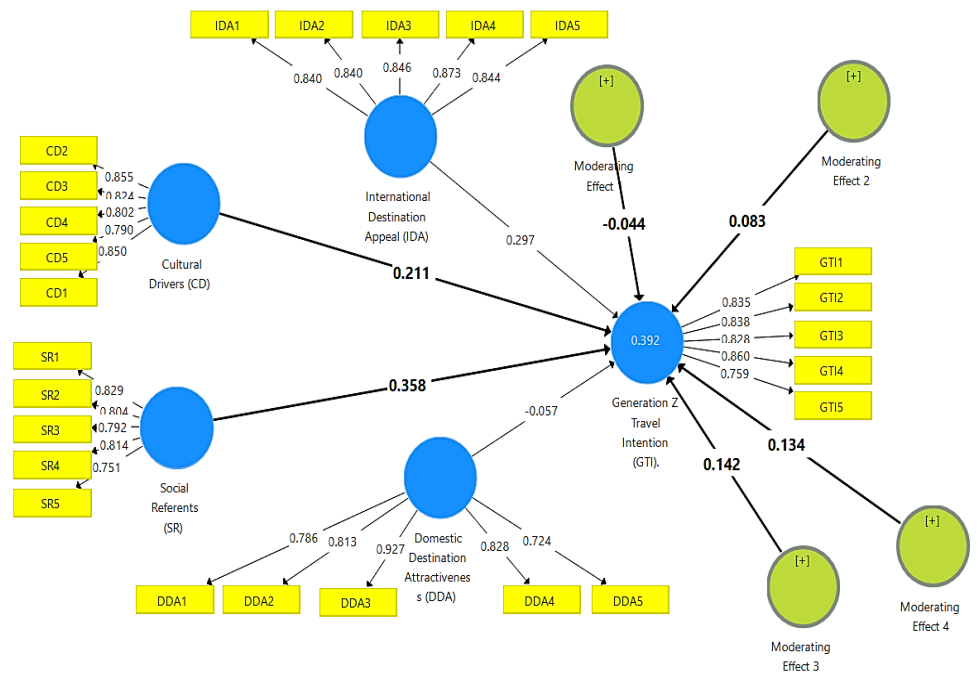 IDA1 IDA2 IDA3 IDA4 IDA5
0.840 0.840 0.846 0.873 0.844
[+]
Moderating
Effect
[+]
Moderating
Effect 2
CD2
CD3
CD4
CD5
CD1
0.855
0.824
0.802
0.790
0.850
Cultural
Drivers (CD)
International
Destination
Appeal (IDA)
0.297
-0.044
0.083
0.211
GTI1
GTI2
GTI3
GTI4
GTI5
0.835
0.838
0.828
0.860
0.759
0.392
Generation Z
Travel
Intention
(GTI).
SR1
SR2
SR3
SR4
SR5
0.829
0.804
0.792
0.814
0.751
Social
Referents
(SR)
0.358
-0.057
0.142
0.134
Domestic
Destination
Attractivenes
s (DDA)
0.786 0.813 0.927 0.828 0.724
DDA1 DDA2 DDA3 DDA4 DDA5
[+]
Moderating
Effect 3
[+]
Moderating
Effect 4